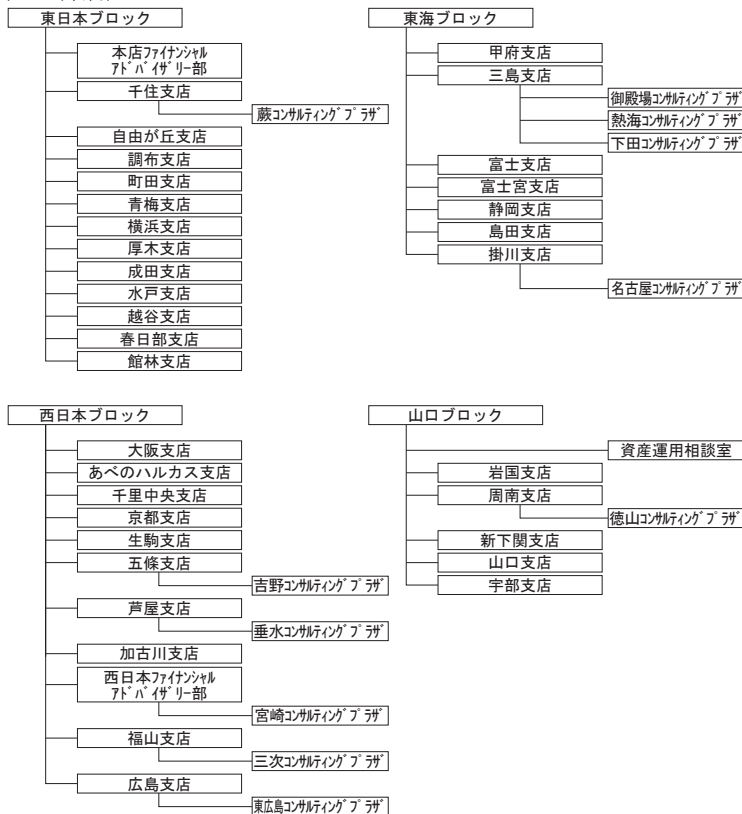 東日本ブロック
本店ファイナンシャル
アドバイザリー部
千住支店
蕨コンサルティングプラザ
自由が丘支店
調布支店
町田支店
青梅支店
横浜支店
厚木支店
成田支店
水戸支店
越谷支店
春日部支店
館林支店
東海ブロック
甲府支店
三島支店
御殿場コンサルティングプラザ
熱海コンサルティングプラザ
下田コンサルティングプラザ
富士支店
富士宮支店
静岡支店
島田支店
掛川支店
名古屋コンサルティングプラザ
西日本ブロック
大阪支店
あべのハルカス支店
千里中央支店
京都支店
生駒支店
五條支店
吉野コンサルティングプラザ
芦屋支店
垂水コンサルティングプラザ
加古川支店
西日本ファイナンシャル
アドバイザリー部
宮崎コンサルティングプラザ
福山支店
三次コンサルティングプラザ
広島支店
東広島コンサルティングプラザ
山口ブロック
資産運用相談室
岩国支店
周南支店
徳山コンサルティングプラザ
新下関支店
山口支店
宇部支店